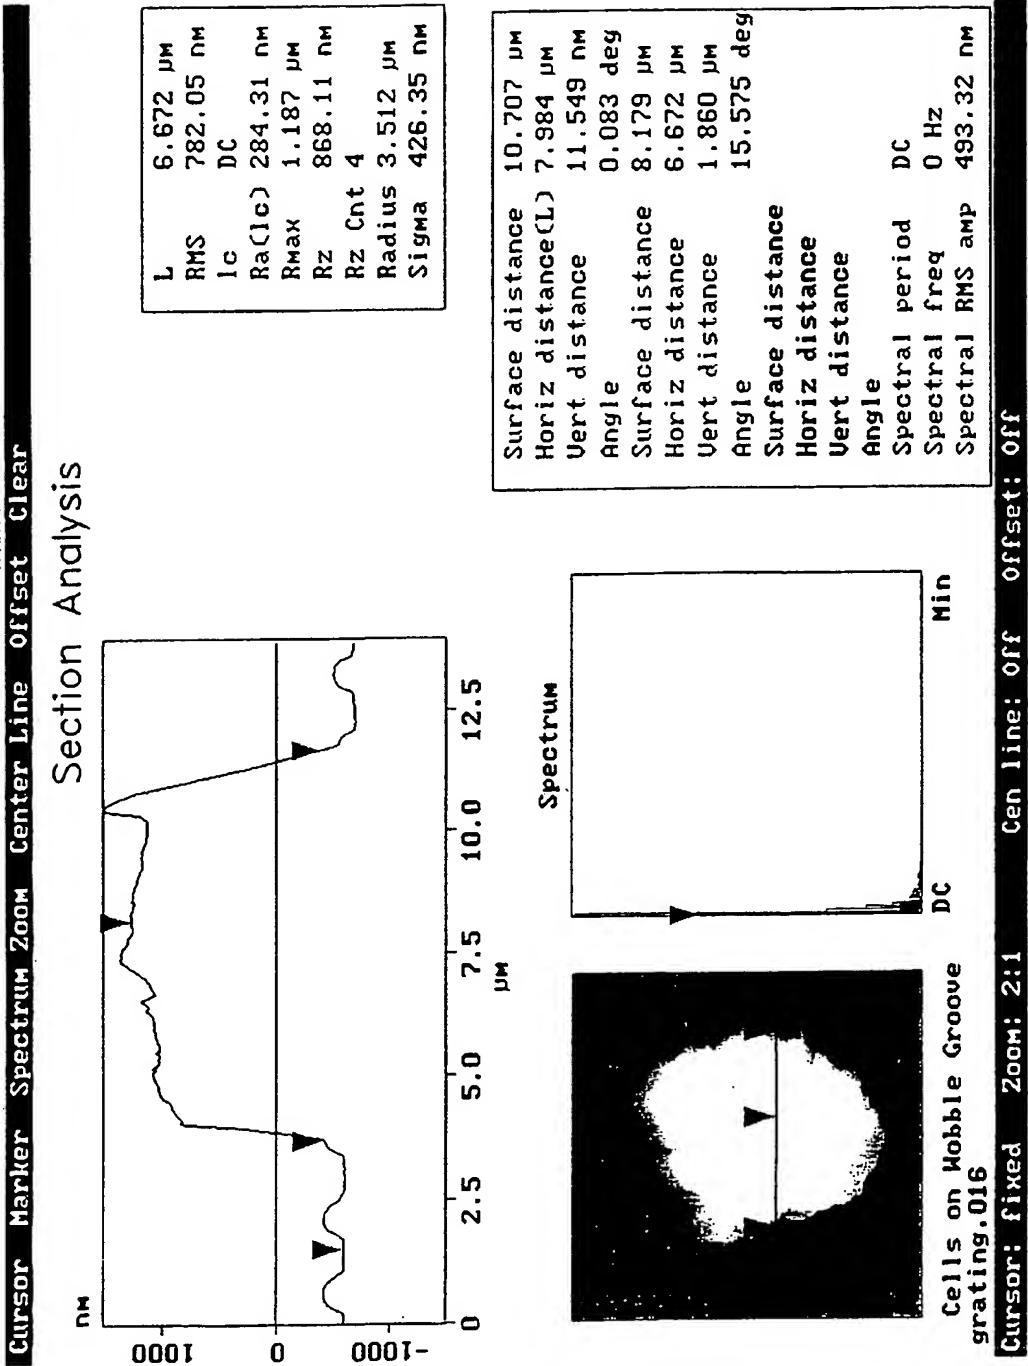 Cursor Marker Spectrum Zoom Center Line Offset Clear
Section Analysis
nm
1000
0
-1000
0 2.5 5.0 7.5 10.0 12.5
µm
L 6.672 µm
RMS 782.05 nm
lc DC
Ra(lc) 284.31 nm
Rmax 1.187 µm
Rz 868.11 nm
Rz Cnt 4
Radius 3.512 µm
Sigma 426.35 nm
Surface distance 10.707 µm
Horiz distance(L) 7.984 µm
Vert distance 11.549 nm
Angle 0.083 deg
Surface distance 8.179 µm
Horiz distance 6.672 µm
Vert distance 1.860 µm
Angle 15.575 deg
Surface distance
Horiz distance
Vert distance
Angle
Spectral period DC
Spectral freq 0 Hz
Spectral RMS amp 493.32 nm
Spectrum
DC Min
Cells on Wobble Groove
grating.016
Cursor: fixed Zoom: 2:1 Cen line: Off Offset: Off